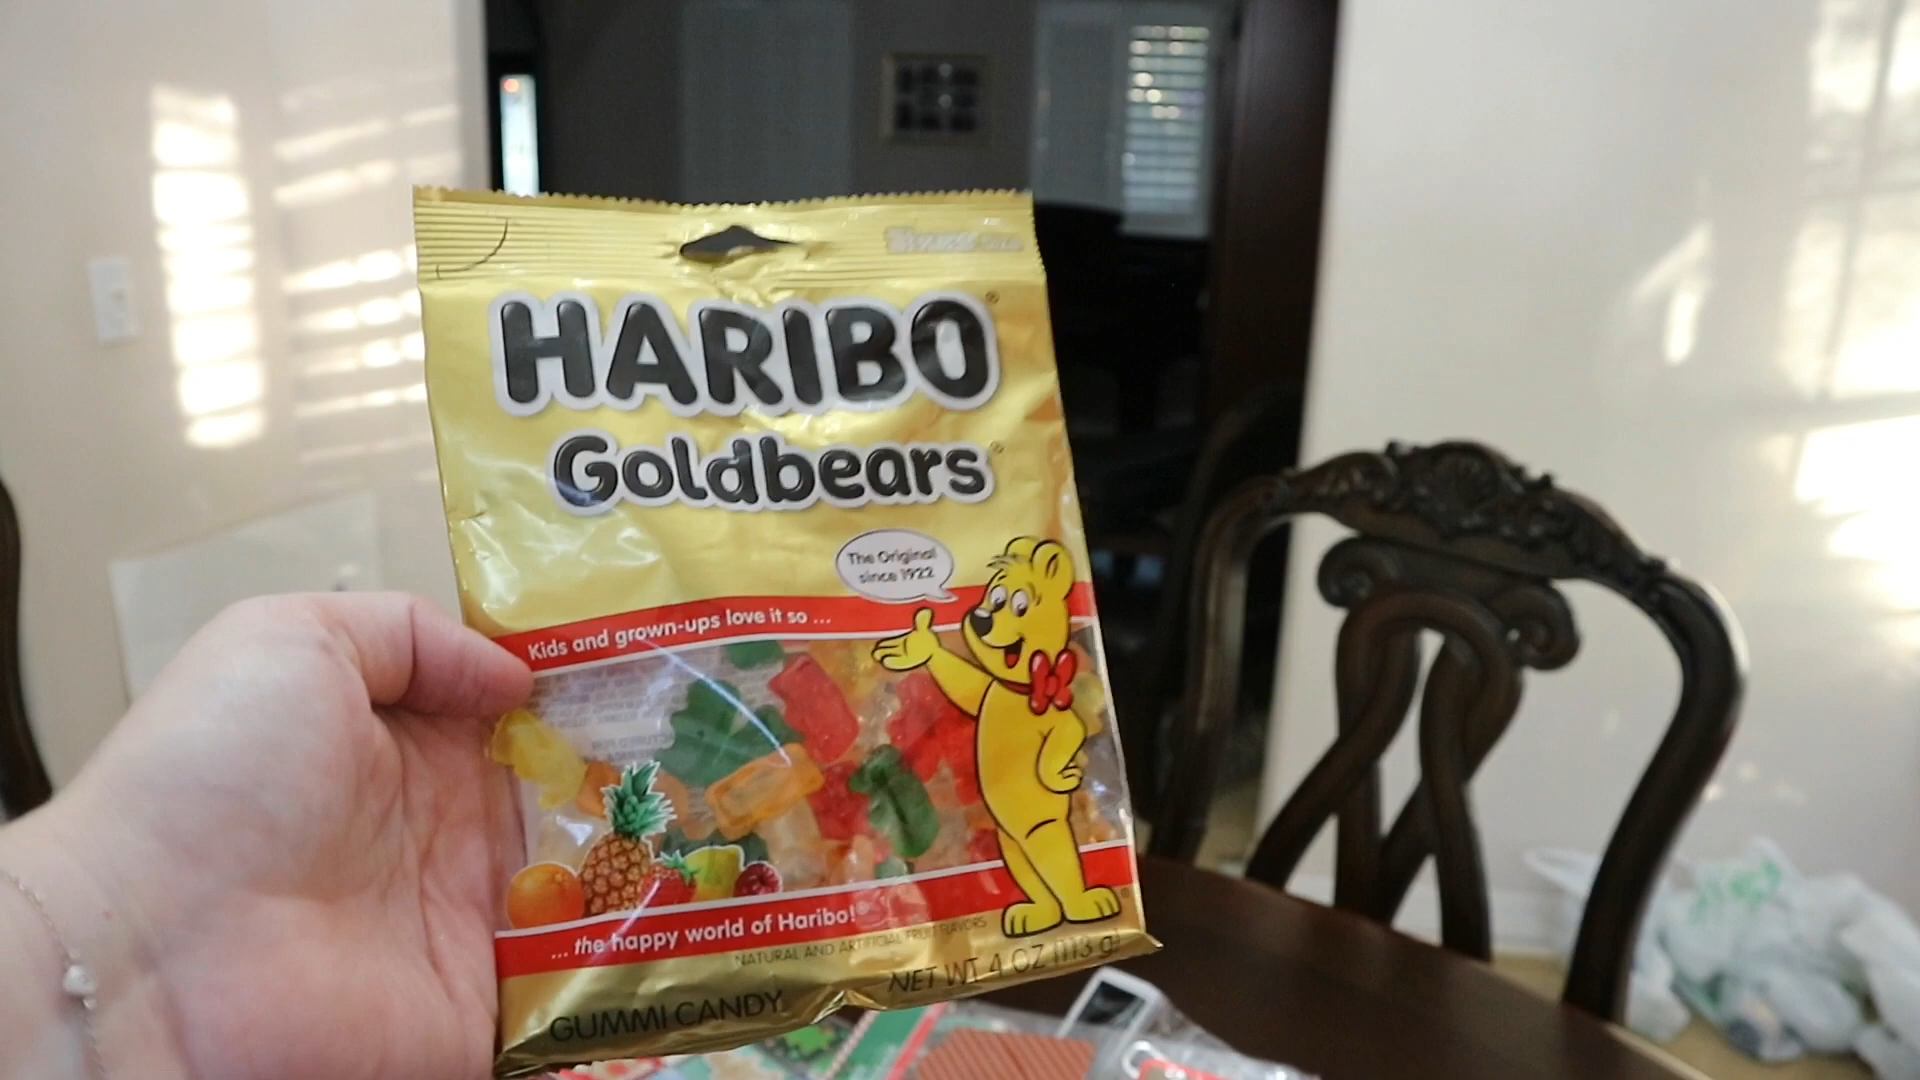 HARIBO®
Goldbears®
The Original
since 1922
Kids and grown-ups love it so ...
... the happy world of Haribo!®
NATURAL AND ARTIFICIAL FRUIT FLAVORS
NET WT 4 OZ (113 g)
GUMMI CANDY